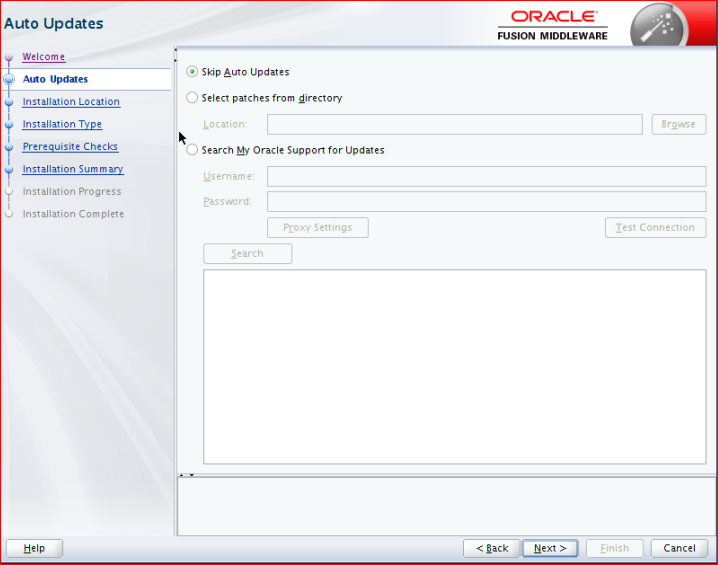 Auto Updates
ORACLE
FUSION MIDDLEWARE
Welcome
Auto Updates
Installation Location
Installation Type
Prerequisite Checks
Installation Summary
Installation Progress
Installation Complete
Skip Auto Updates
Select patches from directory
Location:
Browse
Search My Oracle Support for Updates
Username:
Password:
Proxy Settings
Test Connection
Search
Help
< Back
Next >
Finish
Cancel